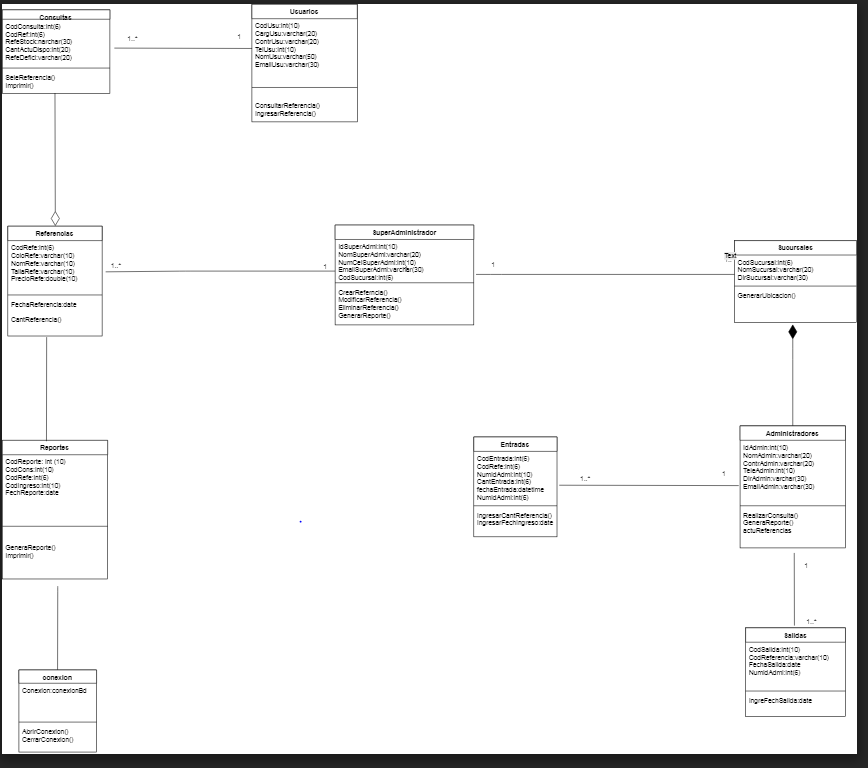 Consultas
CodConsulta:int(6)
CodRef:int(6)
RefeStock:narchar(30)
CantActuDispo:int(20)
RefeDefici:varchar(20)
SeleReferencia()
Imprimir()
1..*
1
Usuarios
CodUsu:int(10)
CargUsu:varchar(20)
ContrUsu:varchar(20)
TelUsu:int(10)
NomUsu:varchar(50)
EmailUsu:varchar(30)
ConsultarReferencia()
IngresarReferencia()
Referencias
CodRefe:int(6)
ColoRefe:varchar(10)
NomRefe:varchar(10)
TallaRefe:varchar(10)
PrecioRefe:double(10)
FechaReferencia:date
CantReferencia()
1..*
1
SuperAdministrador
IdSuperAdmi:int(10)
NomSuperAdmi:varchar(20)
NumCelSuperAdmi:int(10)
EmailSuperAdmi:varchar(30)
CodSucursal:int(6)
CrearReferncia()
ModificarReferencia()
EliminarReferencia()
GenerarReporte()
1
Text
Sucursales
CodSucursal:int(6)
NomSucursal:varchar(20)
DirSucursal:varchar(30)
GenerarUbicacion()
Reportes
CodReporte: int (10)
CodCons:int(10)
CodRefe:int(6)
CodIngreso:int(10)
FechReporte:date
GeneraReporte()
Imprimir()
Entradas
CodEntrada:int(6)
CodRefe:int(6)
NumIdAdmi:int(10)
CantEntrada:int(6)
fechaEntrada:datetime
NumIdAdmi:int(6)
IngresarCantReferencia()
IngresarFechIngreso:date
1..*
1
Administradores
IdAdmin:int(10)
NomAdmin:varchar(20)
ContrAdmin:varchar(20)
TeleAdmin:int(10)
DirAdmin:varchar(30)
EmailAdmin:varchar(30)
RealizarConsulta()
GeneraReporte()
actuReferencias
1
1..*
Salidas
CodSalida:int(10)
CodReferencia:varchar(10)
FechaSalida:date
NumIdAdmi:int(6)
IngreFechSalida:date
conexion
Conexion:conexionBd
AbrirConexion()
CerrarConexion()